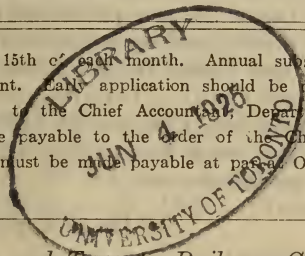 15th of each month. Annual subs
nt. Early application should be
to the Chief Accountant, Depar
e payable to the order of the Ch
must be made payable at par at O
LIBRARY
JUN 4 1926
UNIVERSITY OF TORONTO